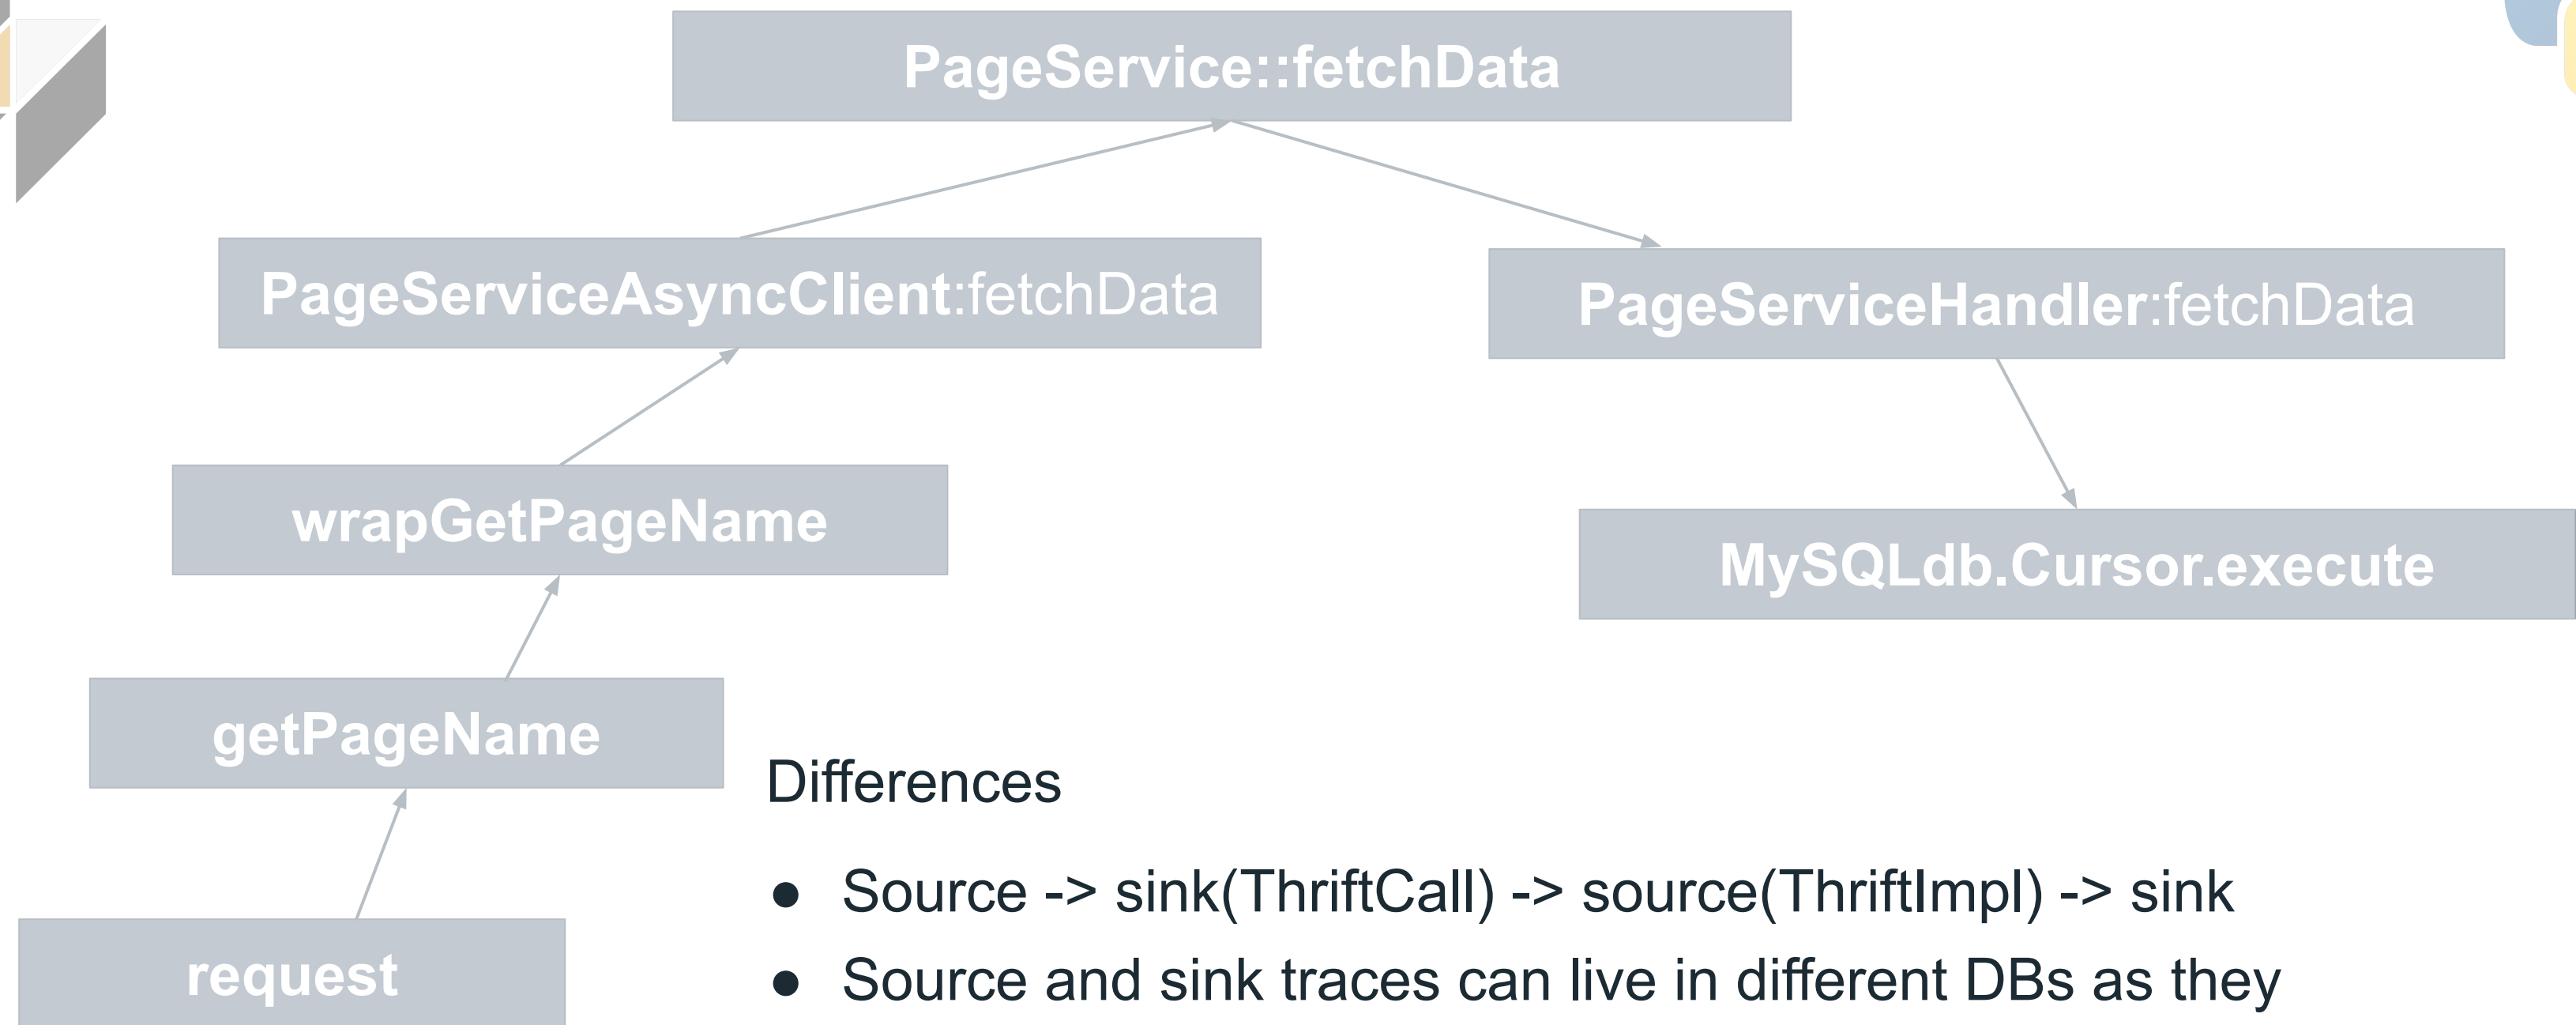 PageService::fetchData
PageServiceAsyncClient:fetchData
PageServiceHandler:fetchData
wrapGetPageName
MySQLdb.Cursor.execute
getPageName
Differences
● Source -> sink(ThriftCall) -> source(ThriftImpl) -> sink
request
● Source and sink traces can live in different DBs as they